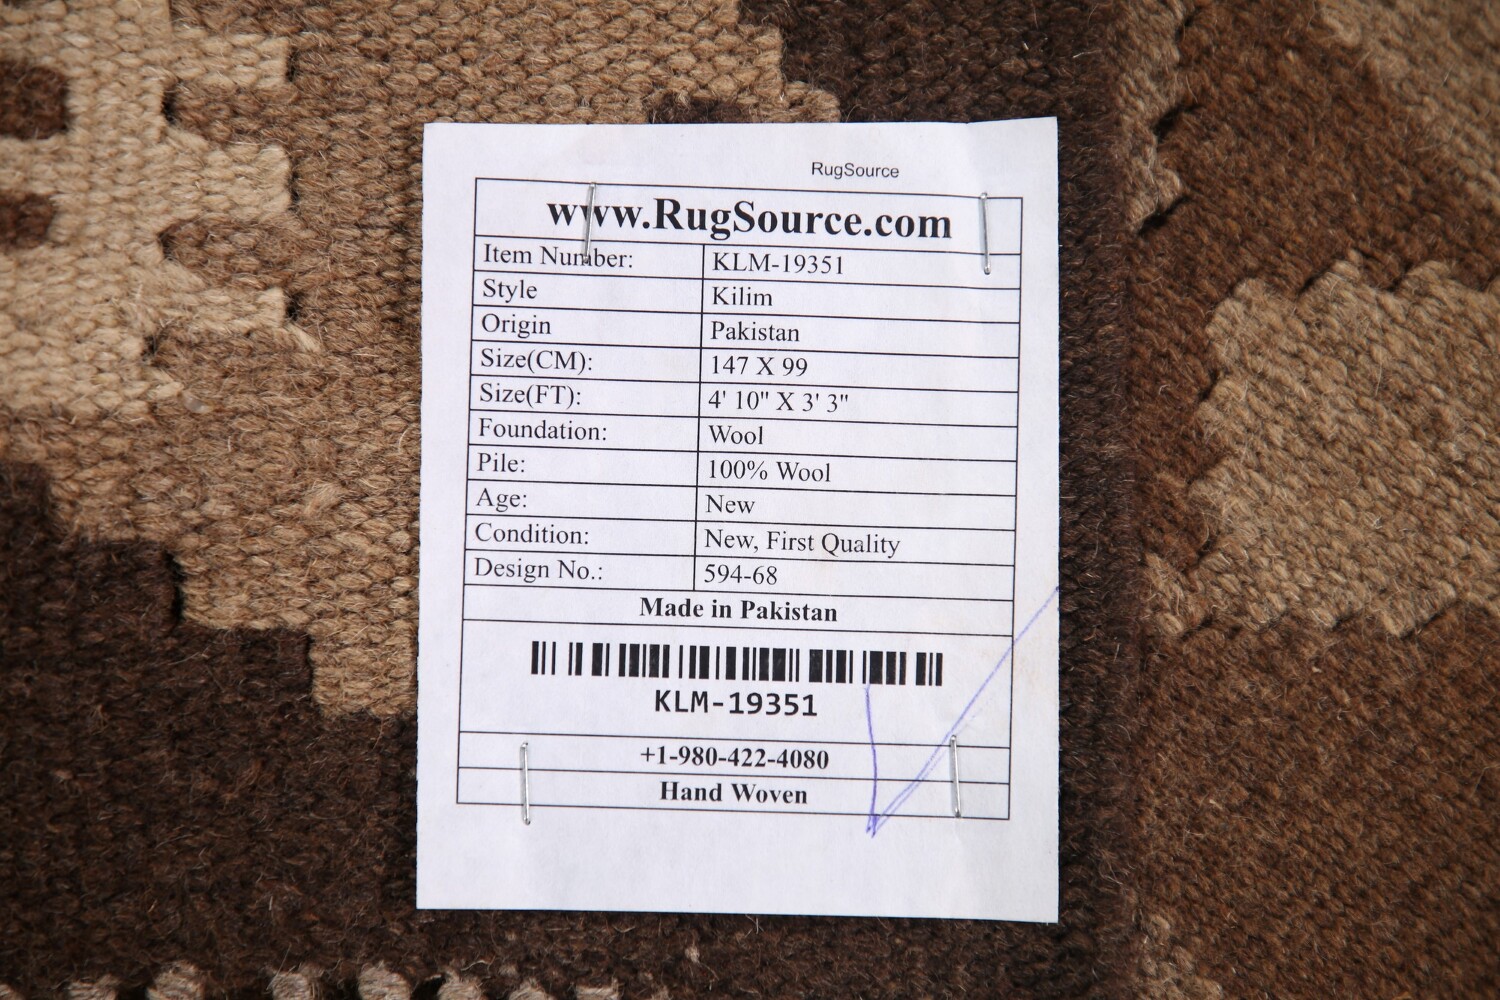 RugSource
www.RugSource.com
Item Number: KLM-19351
Style Kilim
Origin Pakistan
Size(CM): 147 X 99
Size(FT): 4' 10" X 3' 3"
Foundation: Wool
Pile: 100% Wool
Age: New
Condition: New, First Quality
Design No.: 594-68
Made in Pakistan
KLM-19351
+1-980-422-4080
Hand Woven